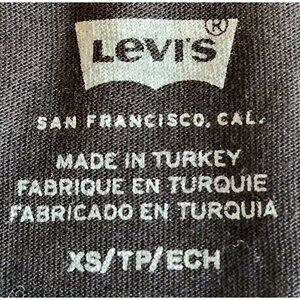 LEVI'S®
SAN FRANCISCO, CAL.
MADE IN TURKEY
FABRIQUE EN TURQUIE
FABRICADO EN TURQUIA
XS/TP/ECH